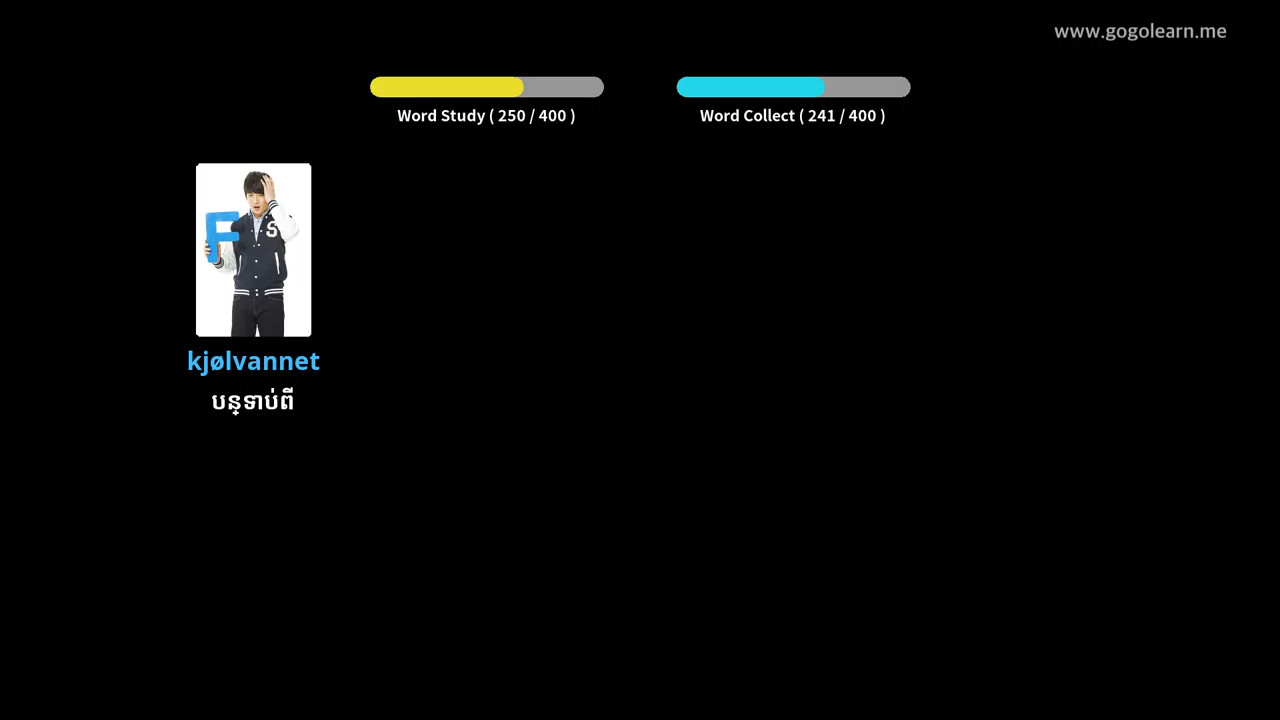 www.gogolearn.me
Word Study ( 250 / 400 )
Word Collect ( 241 / 400 )
F
S
kjølvannet
បន្ទាប់ពី